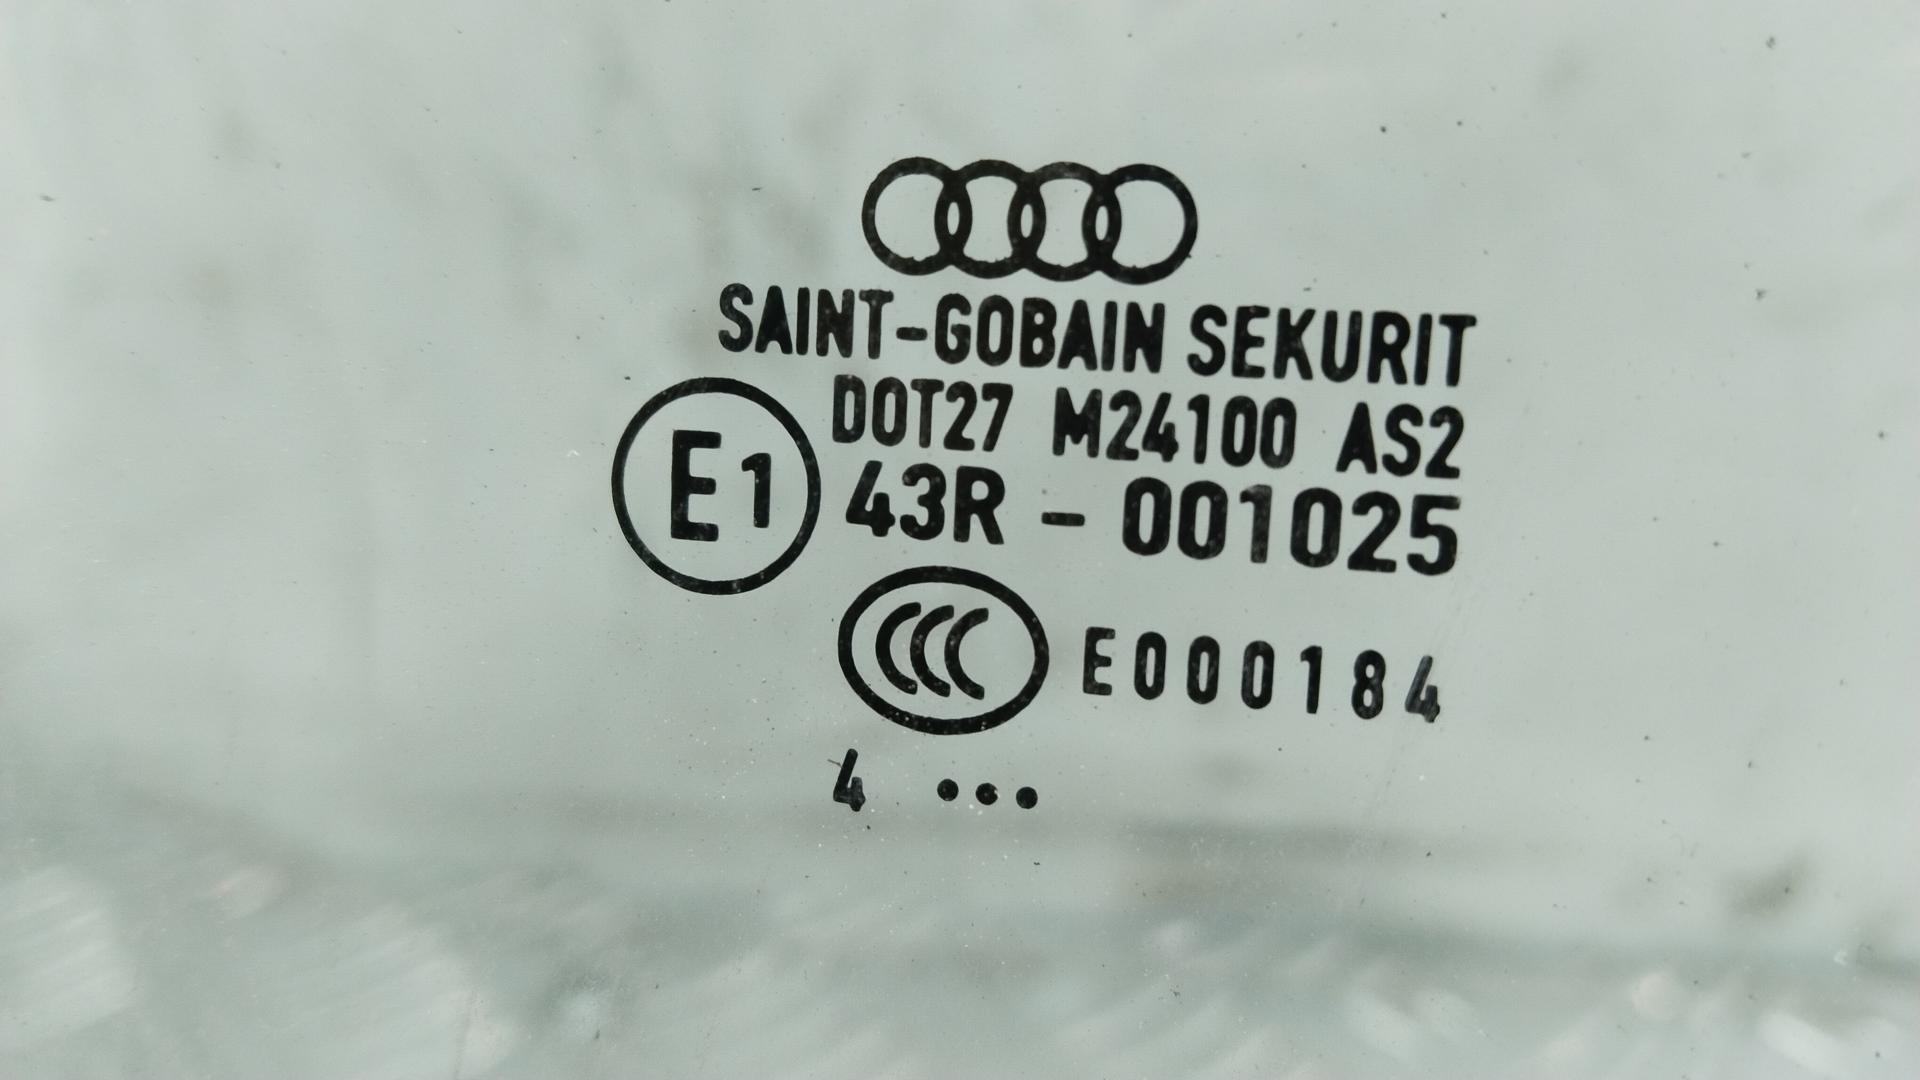 SAINT-GOBAIN SEKURIT
DOT27 M24100 AS2
E1 43R - 001025
CCC E000184
4 •••